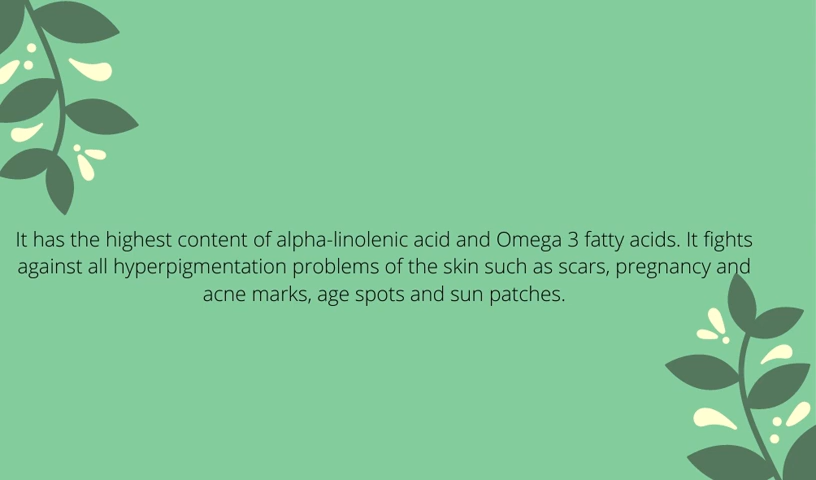 It has the highest content of alpha-linolenic acid and Omega 3 fatty acids. It fights
against all hyperpigmentation problems of the skin such as scars, pregnancy and
acne marks, age spots and sun patches.